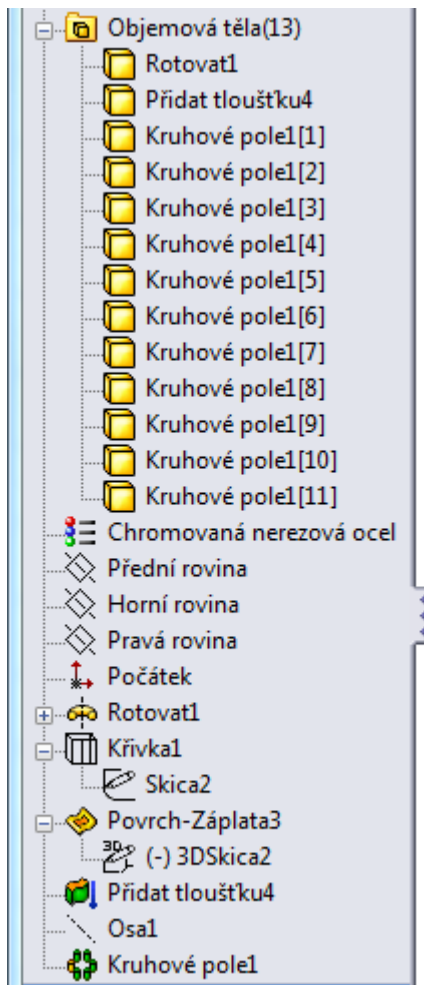 Objemová těla(13)
Rotovat1
Přidat tloušťku4
Kruhové pole1[1]
Kruhové pole1[2]
Kruhové pole1[3]
Kruhové pole1[4]
Kruhové pole1[5]
Kruhové pole1[6]
Kruhové pole1[7]
Kruhové pole1[8]
Kruhové pole1[9]
Kruhové pole1[10]
Kruhové pole1[11]
Chromovaná nerezová ocel
Přední rovina
Horní rovina
Pravá rovina
Počátek
Rotovat1
Křivka1
Skica2
Povrch-Záplata3
(-) 3DSkica2
Přidat tloušťku4
Osa1
Kruhové pole1